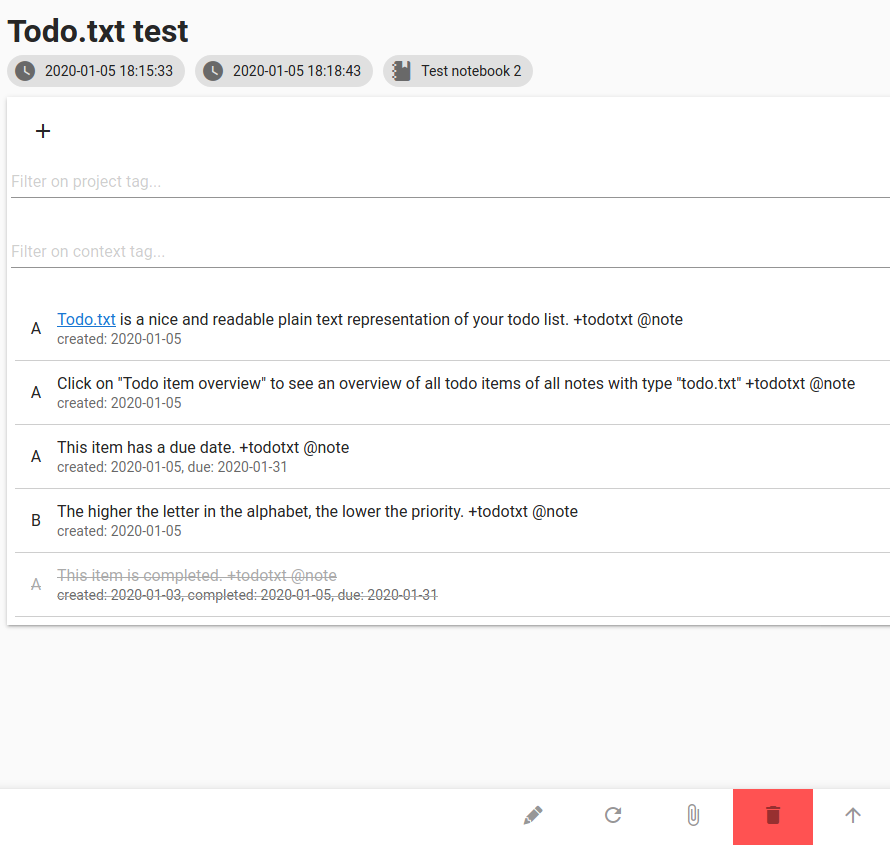 Todo.txt test
2020-01-05 18:15:33 2020-01-05 18:18:43 Test notebook 2
+
Filter on project tag...
Filter on context tag...
A Todo.txt is a nice and readable plain text representation of your todo list. +todotxt @note
created: 2020-01-05
A Click on "Todo item overview" to see an overview of all todo items of all notes with type "todo.txt" +todotxt @note
created: 2020-01-05
A This item has a due date. +todotxt @note
created: 2020-01-05, due: 2020-01-31
B The higher the letter in the alphabet, the lower the priority. +todotxt @note
created: 2020-01-05
A This item is completed. +todotxt @note
created: 2020-01-03, completed: 2020-01-05, due: 2020-01-31